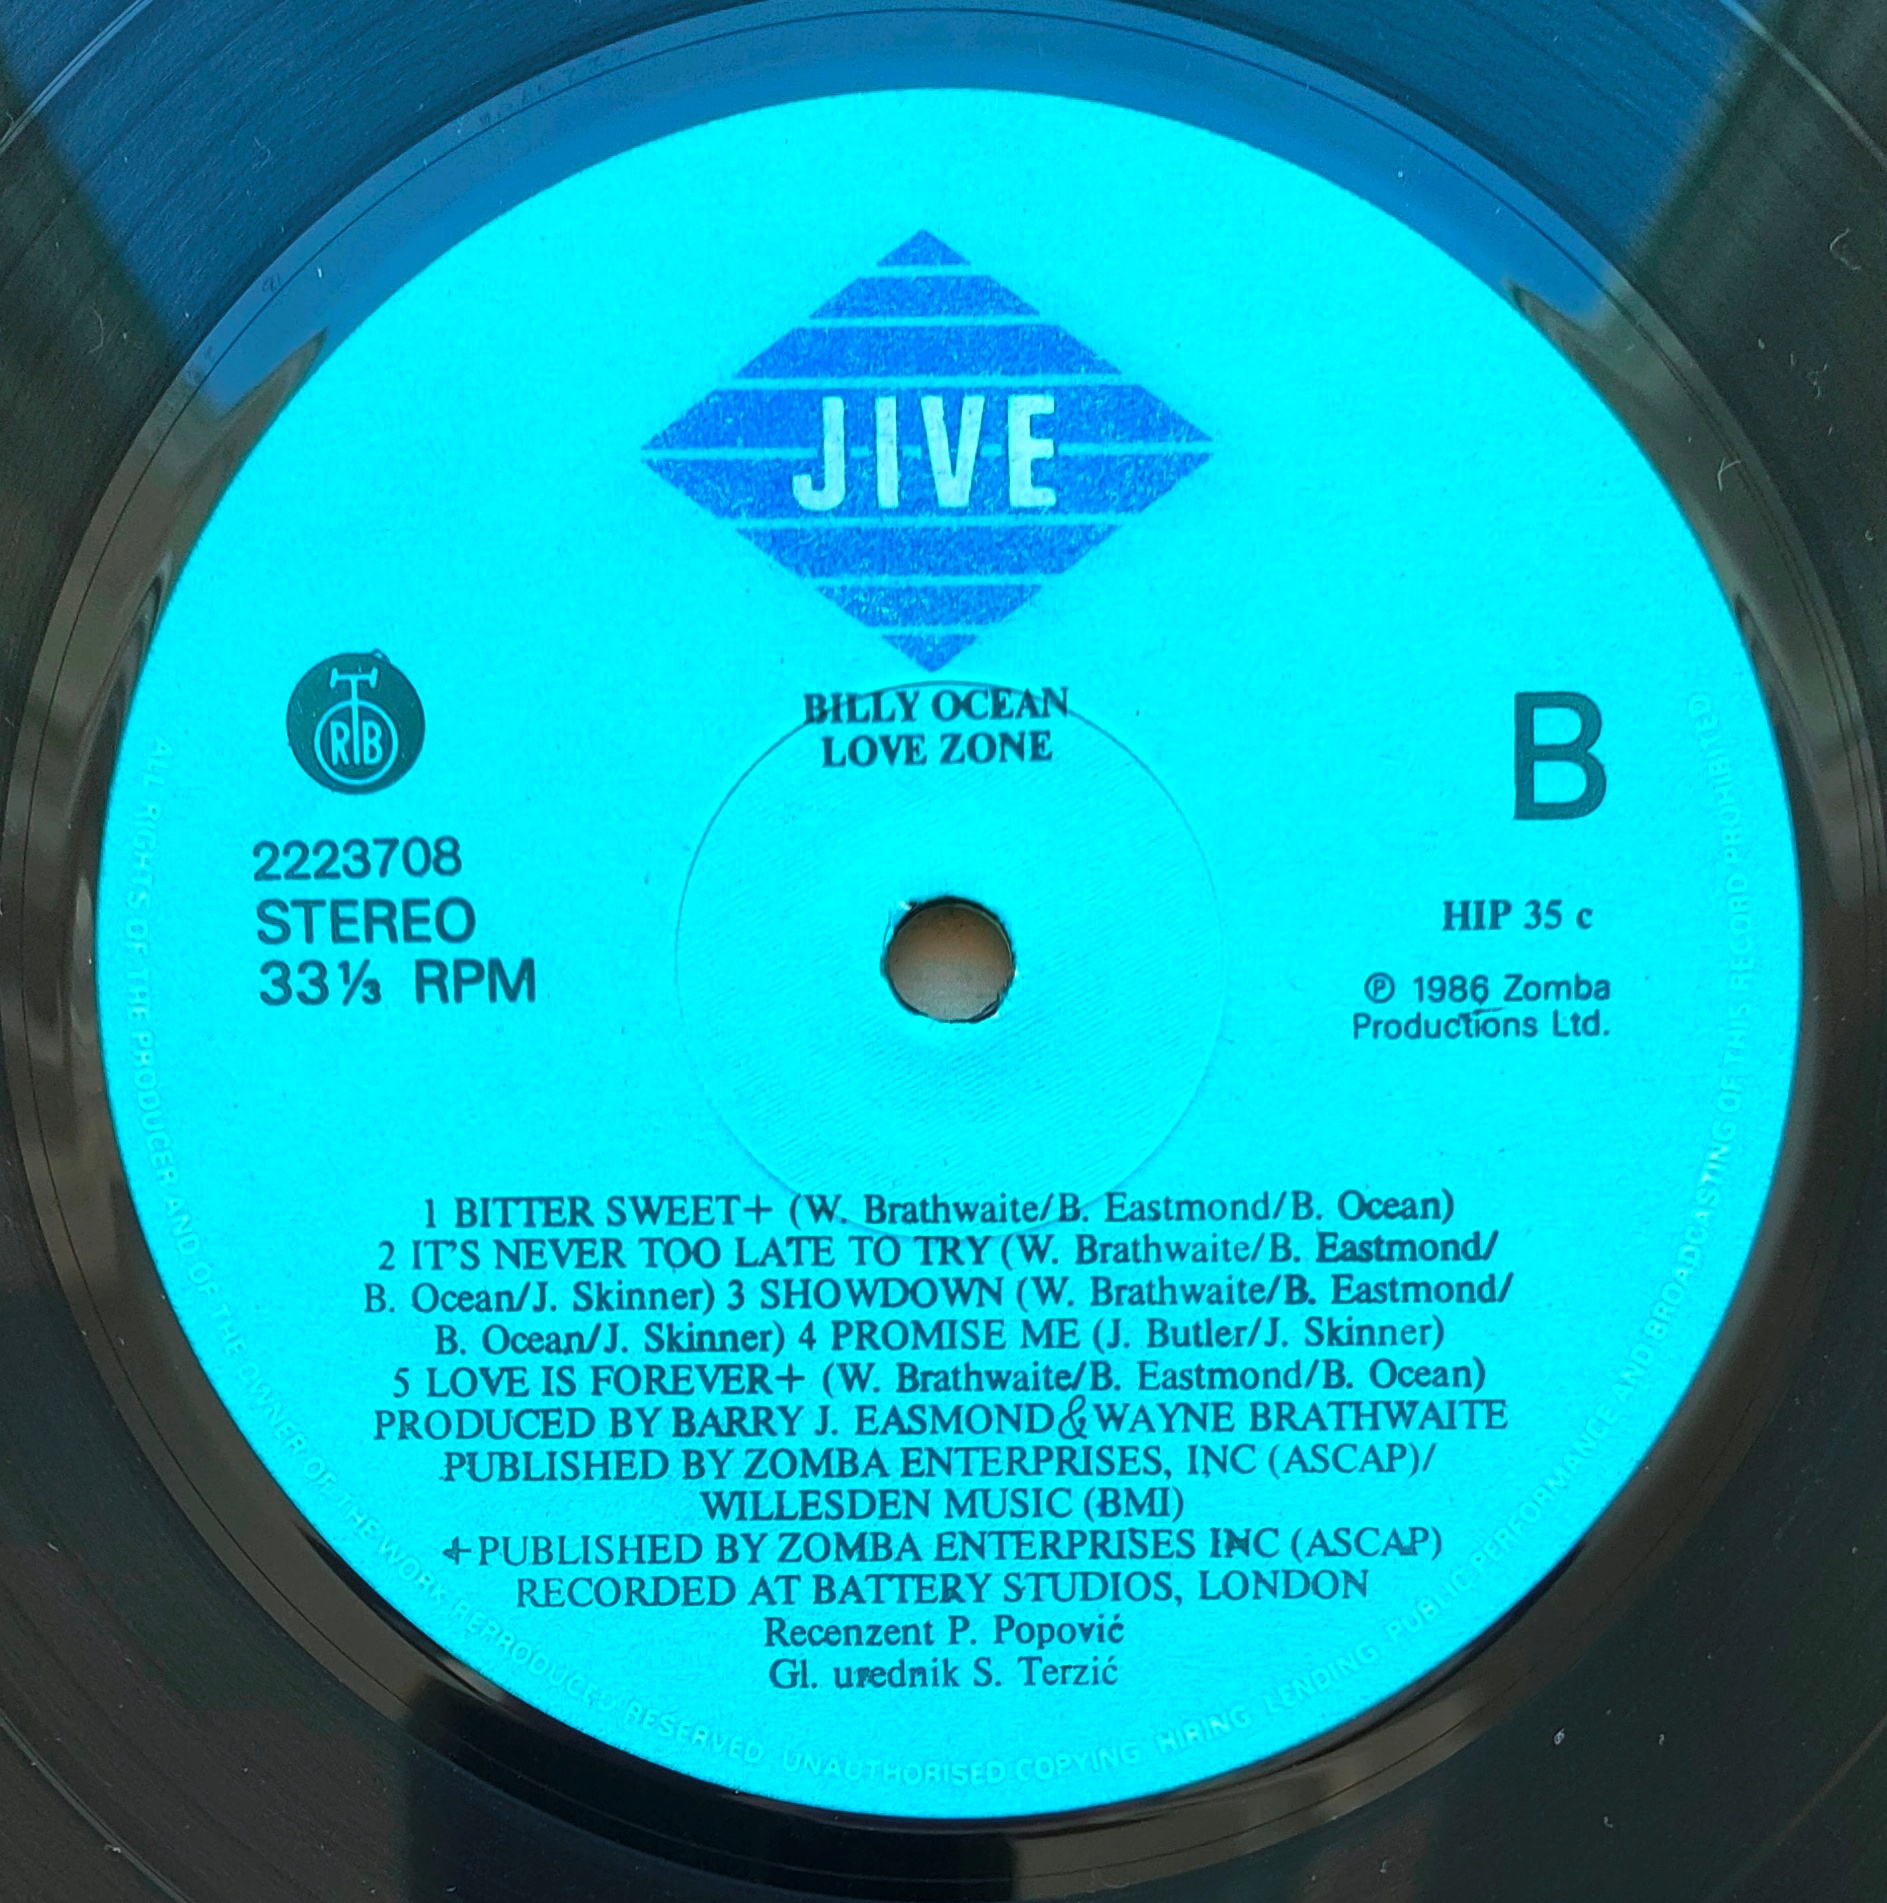 JIVE
BILLY OCEAN
LOVE ZONE
RTB
B
2223708
STEREO
33⅓ RPM
HIP 35 c
℗ 1986 Zomba
Productions Ltd.
1 BITTER SWEET+ (W. Brathwaite/B. Eastmond/B. Ocean)
2 IT'S NEVER TOO LATE TO TRY (W. Brathwaite/B. Eastmond/
B. Ocean/J. Skinner) 3 SHOWDOWN (W. Brathwaite/B. Eastmond/
B. Ocean/J. Skinner) 4 PROMISE ME (J. Butler/J. Skinner)
5 LOVE IS FOREVER+ (W. Brathwaite/B. Eastmond/B. Ocean)
PRODUCED BY BARRY J. EASMOND & WAYNE BRATHWAITE
PUBLISHED BY ZOMBA ENTERPRISES, INC (ASCAP)/
WILLESDEN MUSIC (BMI)
+PUBLISHED BY ZOMBA ENTERPRISES INC (ASCAP)
RECORDED AT BATTERY STUDIOS, LONDON
Recenzent P. Popović
Gl. urednik S. Terzić
ALL RIGHTS OF THE PRODUCER AND OF THE OWNER OF THE WORK REPRODUCED RESERVED UNAUTHORISED COPYING HIRING LENDING PUBLIC PERFORMANCE AND BROADCASTING OF THIS RECORD PROHIBITED